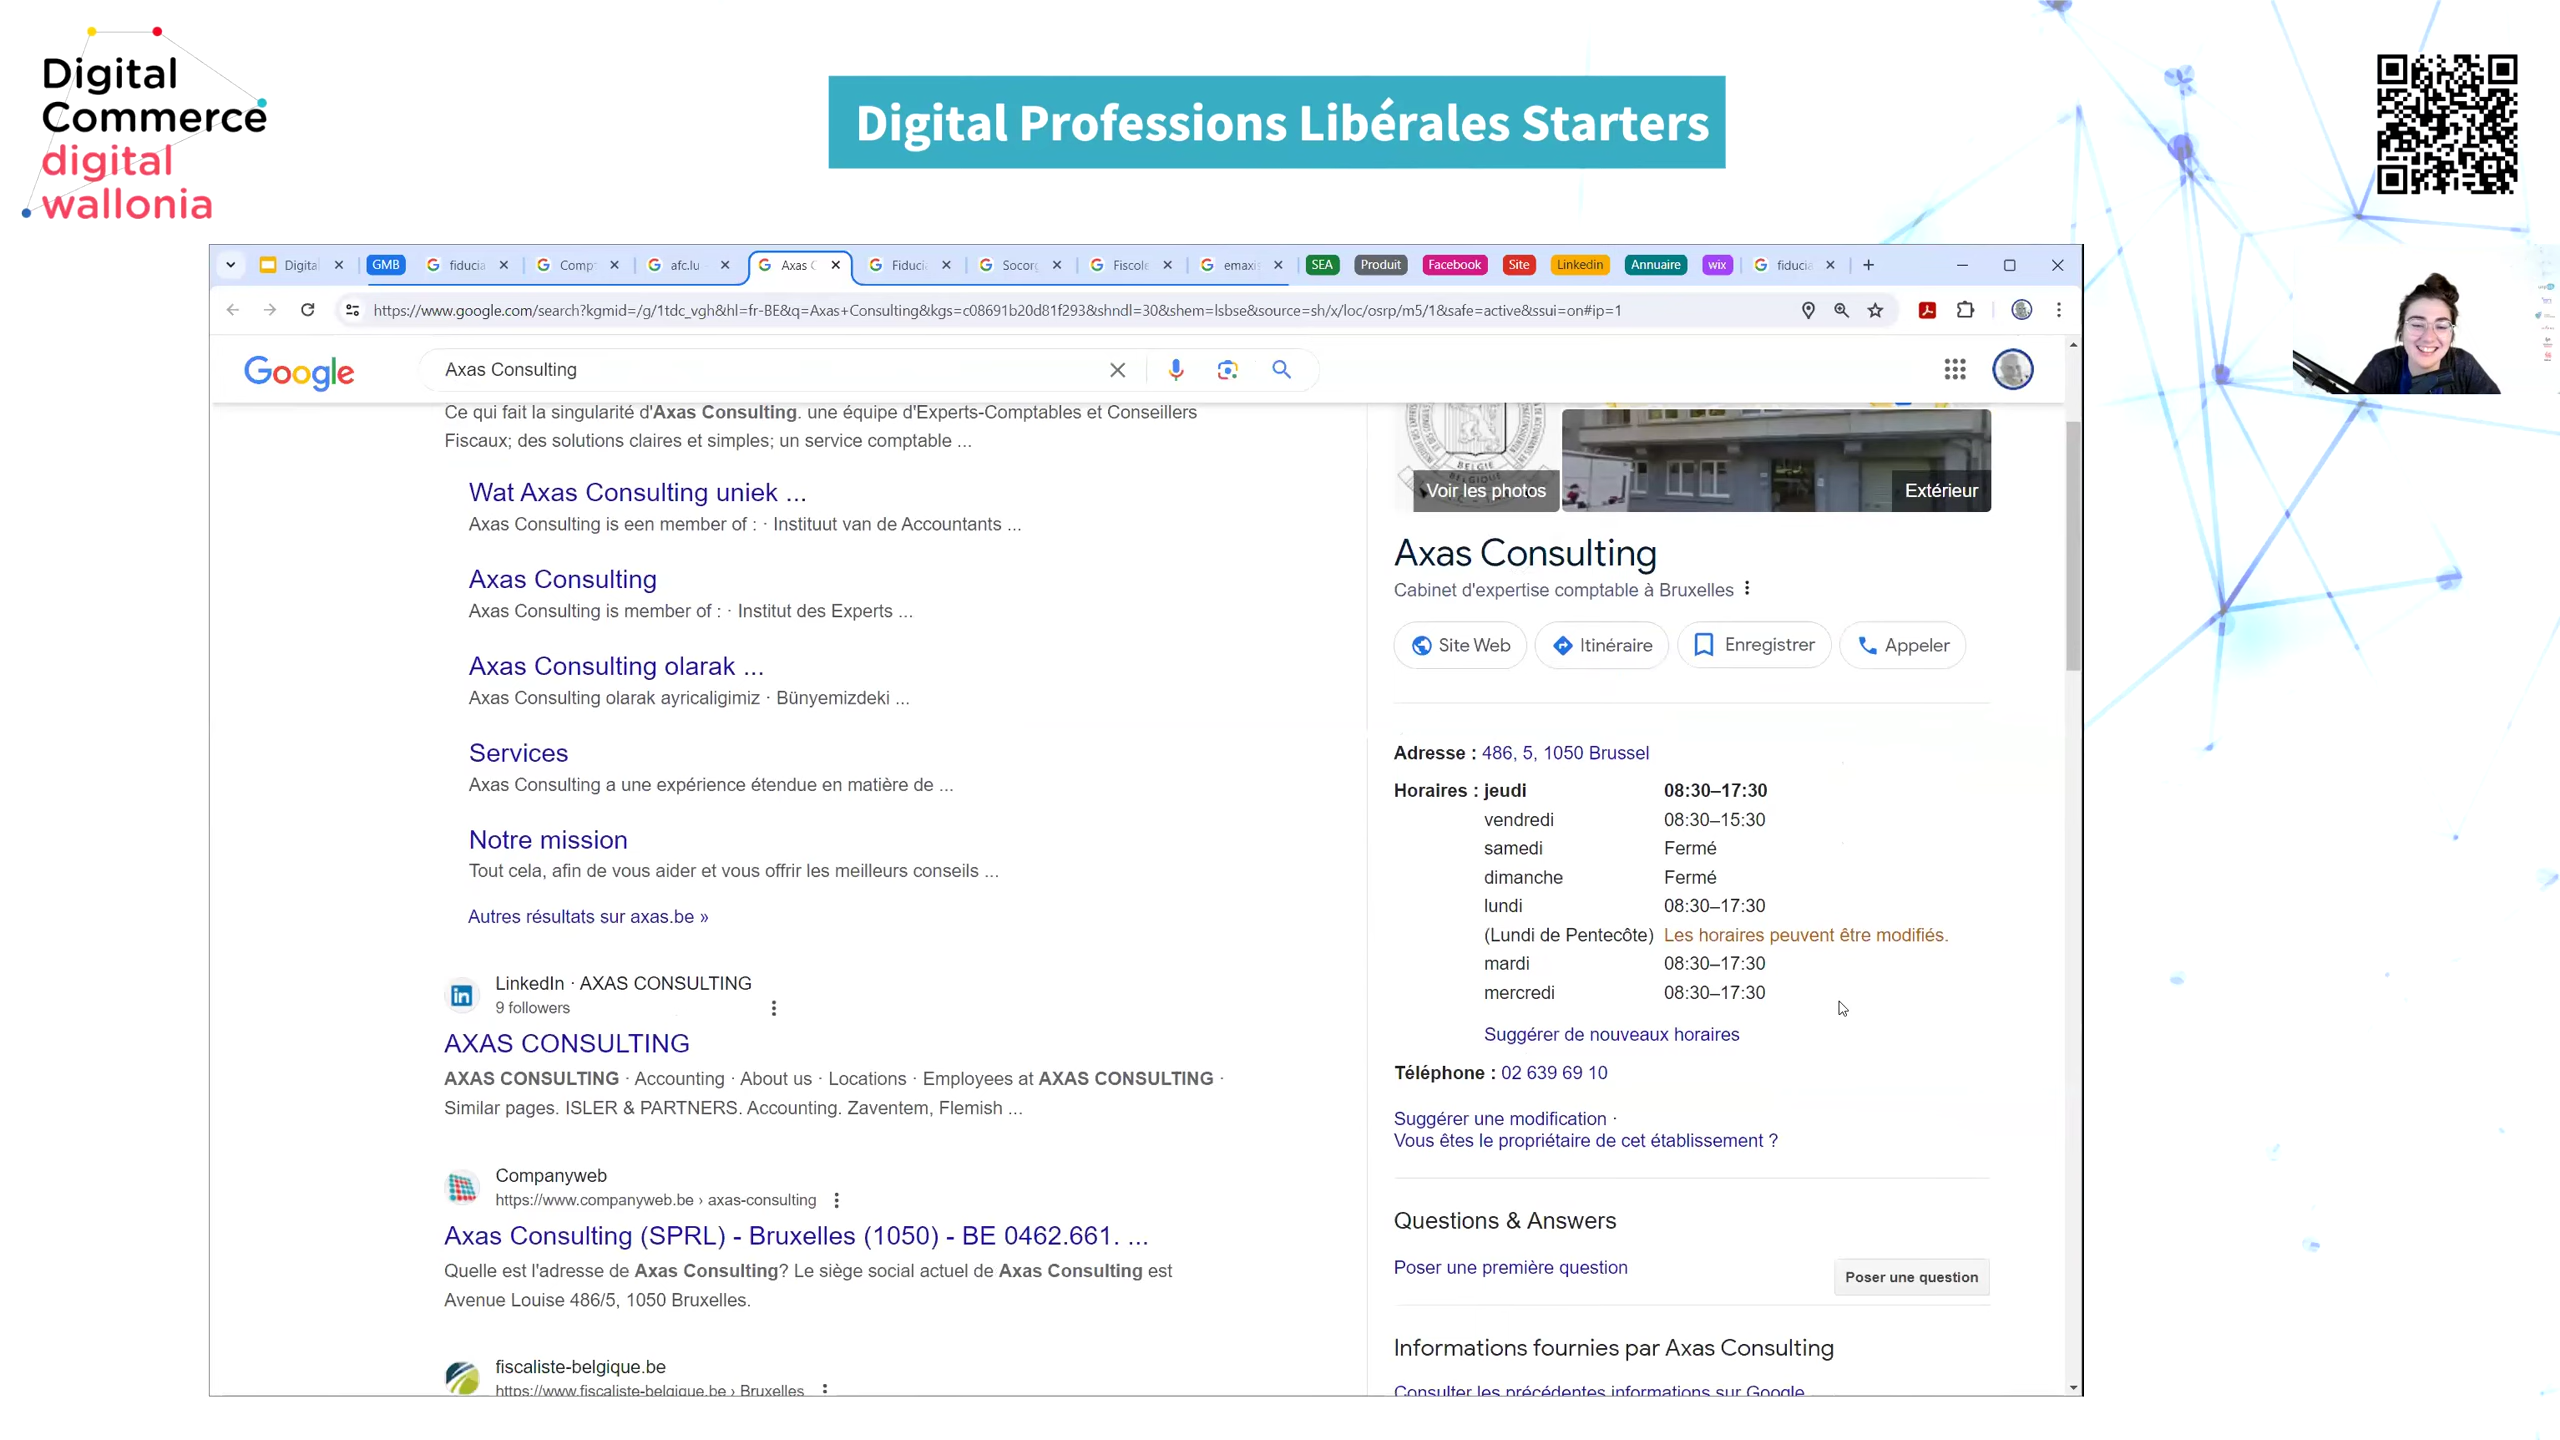 Digital
Commerce
digital
wallonia
Digital Professions Libérales Starters
Digital
GMB
fiducia
Comp
afc.lu
Axas C
Fiduci
Socorg
Fiscole
emaxi
SEA
Produit
Facebook
Site
Linkedin
Annuaire
wix
fiducia
https://www.google.com/search?kgmid=/g/1tdc_vgh&hl=fr-BE&q=Axas+Consulting&kgs=c08691b20d81f293&shndl=30&shem=lsbse&source=sh/x/loc/osrp/m5/1&safe=active&ssui=on#ip=1
Google
Axas Consulting
Ce qui fait la singularité d'Axas Consulting. une équipe d'Experts-Comptables et Conseillers
Fiscaux; des solutions claires et simples; un service comptable ...
Wat Axas Consulting uniek ...
Axas Consulting is een member of : · Instituut van de Accountants ...
Axas Consulting
Axas Consulting is member of : · Institut des Experts ...
Axas Consulting olarak ...
Axas Consulting olarak ayricaligimiz · Bünyemizdeki ...
Services
Axas Consulting a une expérience étendue en matière de ...
Notre mission
Tout cela, afin de vous aider et vous offrir les meilleurs conseils ...
Autres résultats sur axas.be »
LinkedIn · AXAS CONSULTING
9 followers
AXAS CONSULTING
AXAS CONSULTING · Accounting · About us · Locations · Employees at AXAS CONSULTING ·
Similar pages. ISLER & PARTNERS. Accounting. Zaventem, Flemish ...
Companyweb
https://www.companyweb.be › axas-consulting
Axas Consulting (SPRL) - Bruxelles (1050) - BE 0462.661. ...
Quelle est l'adresse de Axas Consulting? Le siège social actuel de Axas Consulting est
Avenue Louise 486/5, 1050 Bruxelles.
fiscaliste-belgique.be
https://www.fiscaliste-belgique.be › Bruxelles
BELGIE
Voir les photos
Extérieur
Axas Consulting
Cabinet d'expertise comptable à Bruxelles
Site Web
Itinéraire
Enregistrer
Appeler
Adresse : 486, 5, 1050 Brussel
Horaires : jeudi 08:30–17:30
vendredi 08:30–15:30
samedi Fermé
dimanche Fermé
lundi 08:30–17:30
(Lundi de Pentecôte) Les horaires peuvent être modifiés.
mardi 08:30–17:30
mercredi 08:30–17:30
Suggérer de nouveaux horaires
Téléphone : 02 639 69 10
Suggérer une modification ·
Vous êtes le propriétaire de cet établissement ?
Questions & Answers
Poser une première question
Poser une question
Informations fournies par Axas Consulting
Consulter les précédentes informations sur Google